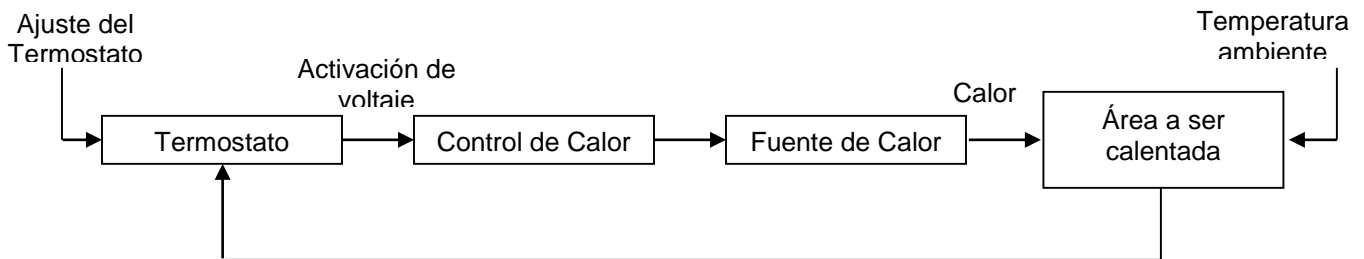 Ajuste del
Termostato
Activación de
voltaje
Termostato
Control de Calor
Fuente de Calor
Calor
Área a ser
calentada
Temperatura
ambiente